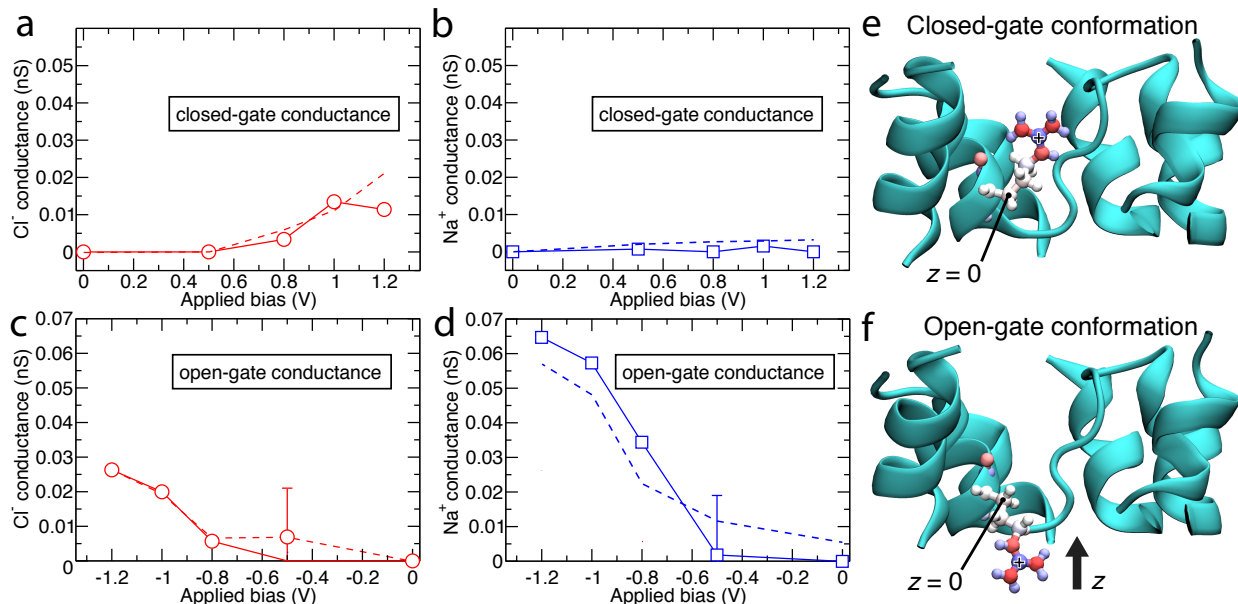 a
Cl⁻ conductance (nS)
0.05
0.04
0.03
0.02
0.01
0
closed-gate conductance
0 0.2 0.4 0.6 0.8 1.0 1.2
Applied bias (V)
b
Na⁺ conductance (nS)
0.05
0.04
0.03
0.02
0.01
0
closed-gate conductance
0 0.2 0.4 0.6 0.8 1.0 1.2
Applied bias (V)
e
Closed-gate conformation
+
z = 0
c
Cl⁻ conductance (nS)
0.07
0.06
0.05
0.04
0.03
0.02
0.01
0
open-gate conductance
-1.2 -1 -0.8 -0.6 -0.4 -0.2 0
Applied bias (V)
d
Na⁺ conductance (nS)
0.07
0.06
0.05
0.04
0.03
0.02
0.01
0
open-gate conductance
-1.2 -1 -0.8 -0.6 -0.4 -0.2 0
Applied bias (V)
f
Open-gate conformation
+
z = 0
z